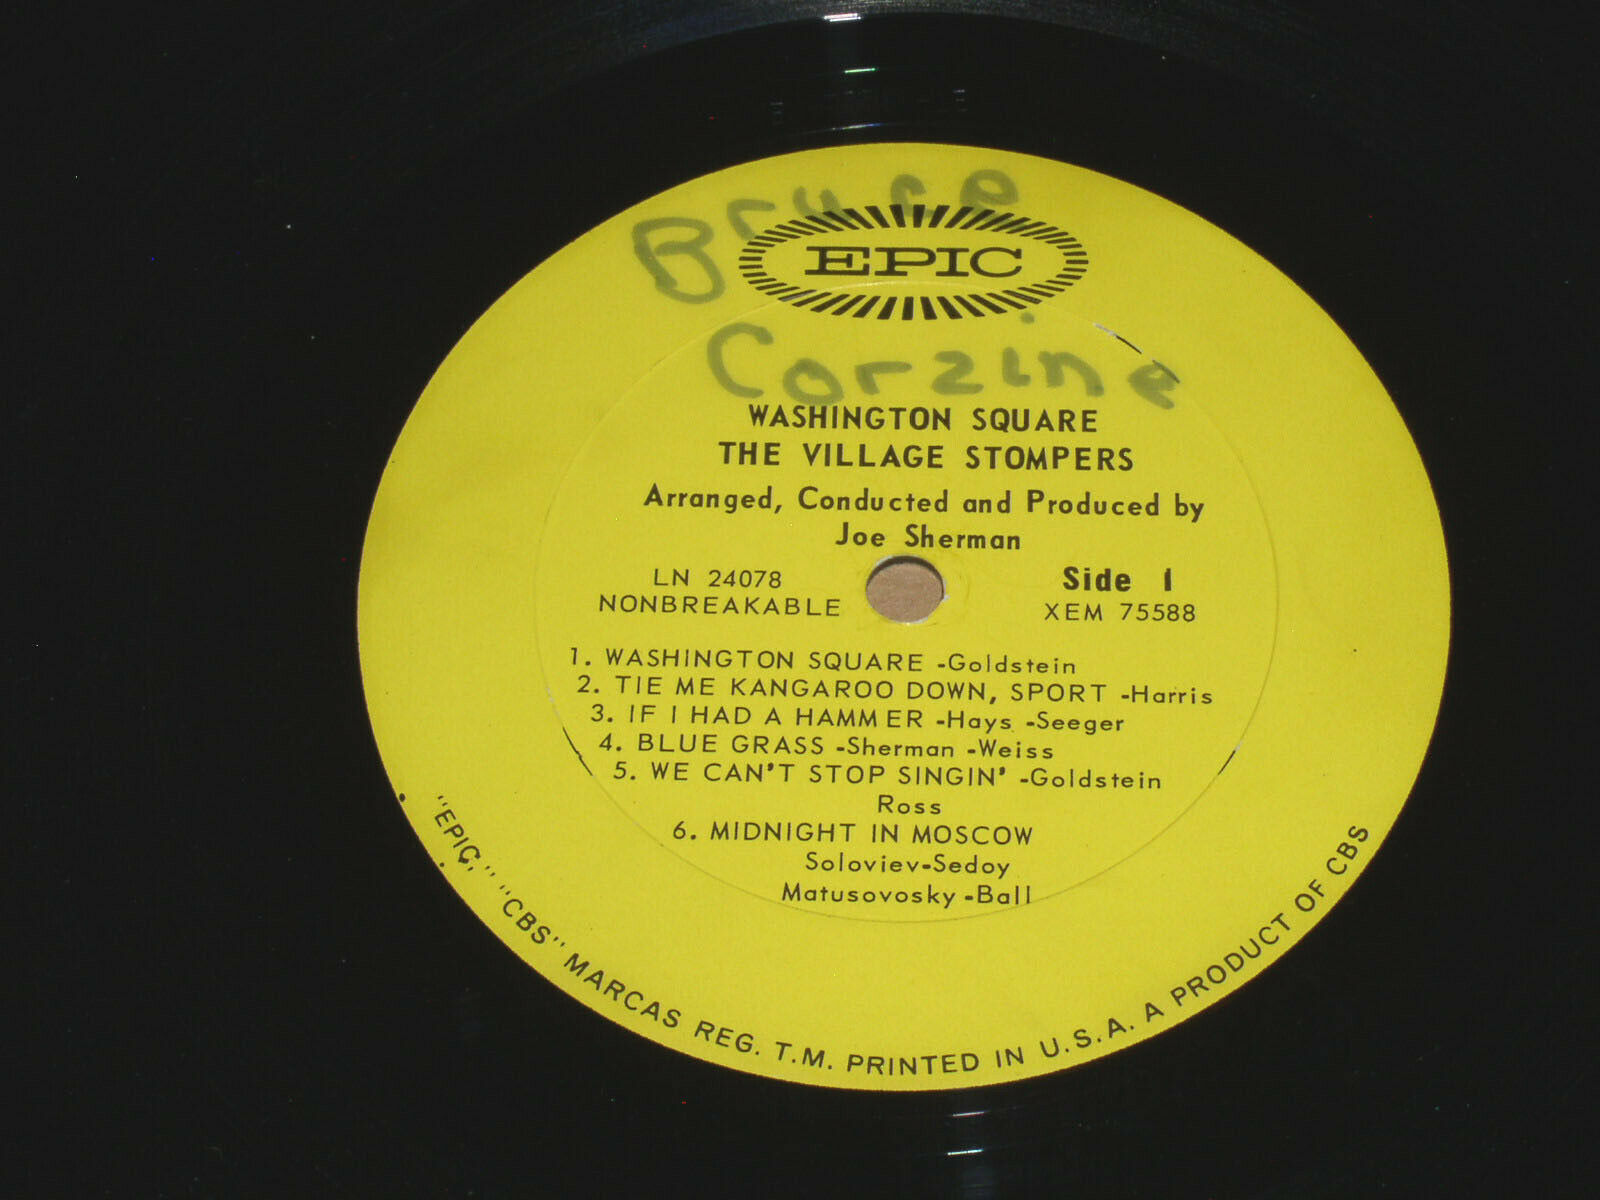 Bruce
EPIC
Corzine
WASHINGTON SQUARE
THE VILLAGE STOMPERS
Arranged, Conducted and Produced by
Joe Sherman
LN 24078
NONBREAKABLE
Side 1
XEM 75588
1. WASHINGTON SQUARE -Goldstein
2. TIE ME KANGAROO DOWN, SPORT -Harris
3. IF I HAD A HAMMER -Hays -Seeger
4. BLUE GRASS -Sherman -Weiss
5. WE CAN'T STOP SINGIN' -Goldstein
Ross
6. MIDNIGHT IN MOSCOW
Soloviev-Sedoy
Matusovosky -Ball
"EPIC," "CBS" MARCAS REG. T.M. PRINTED IN U.S.A. A PRODUCT OF CBS